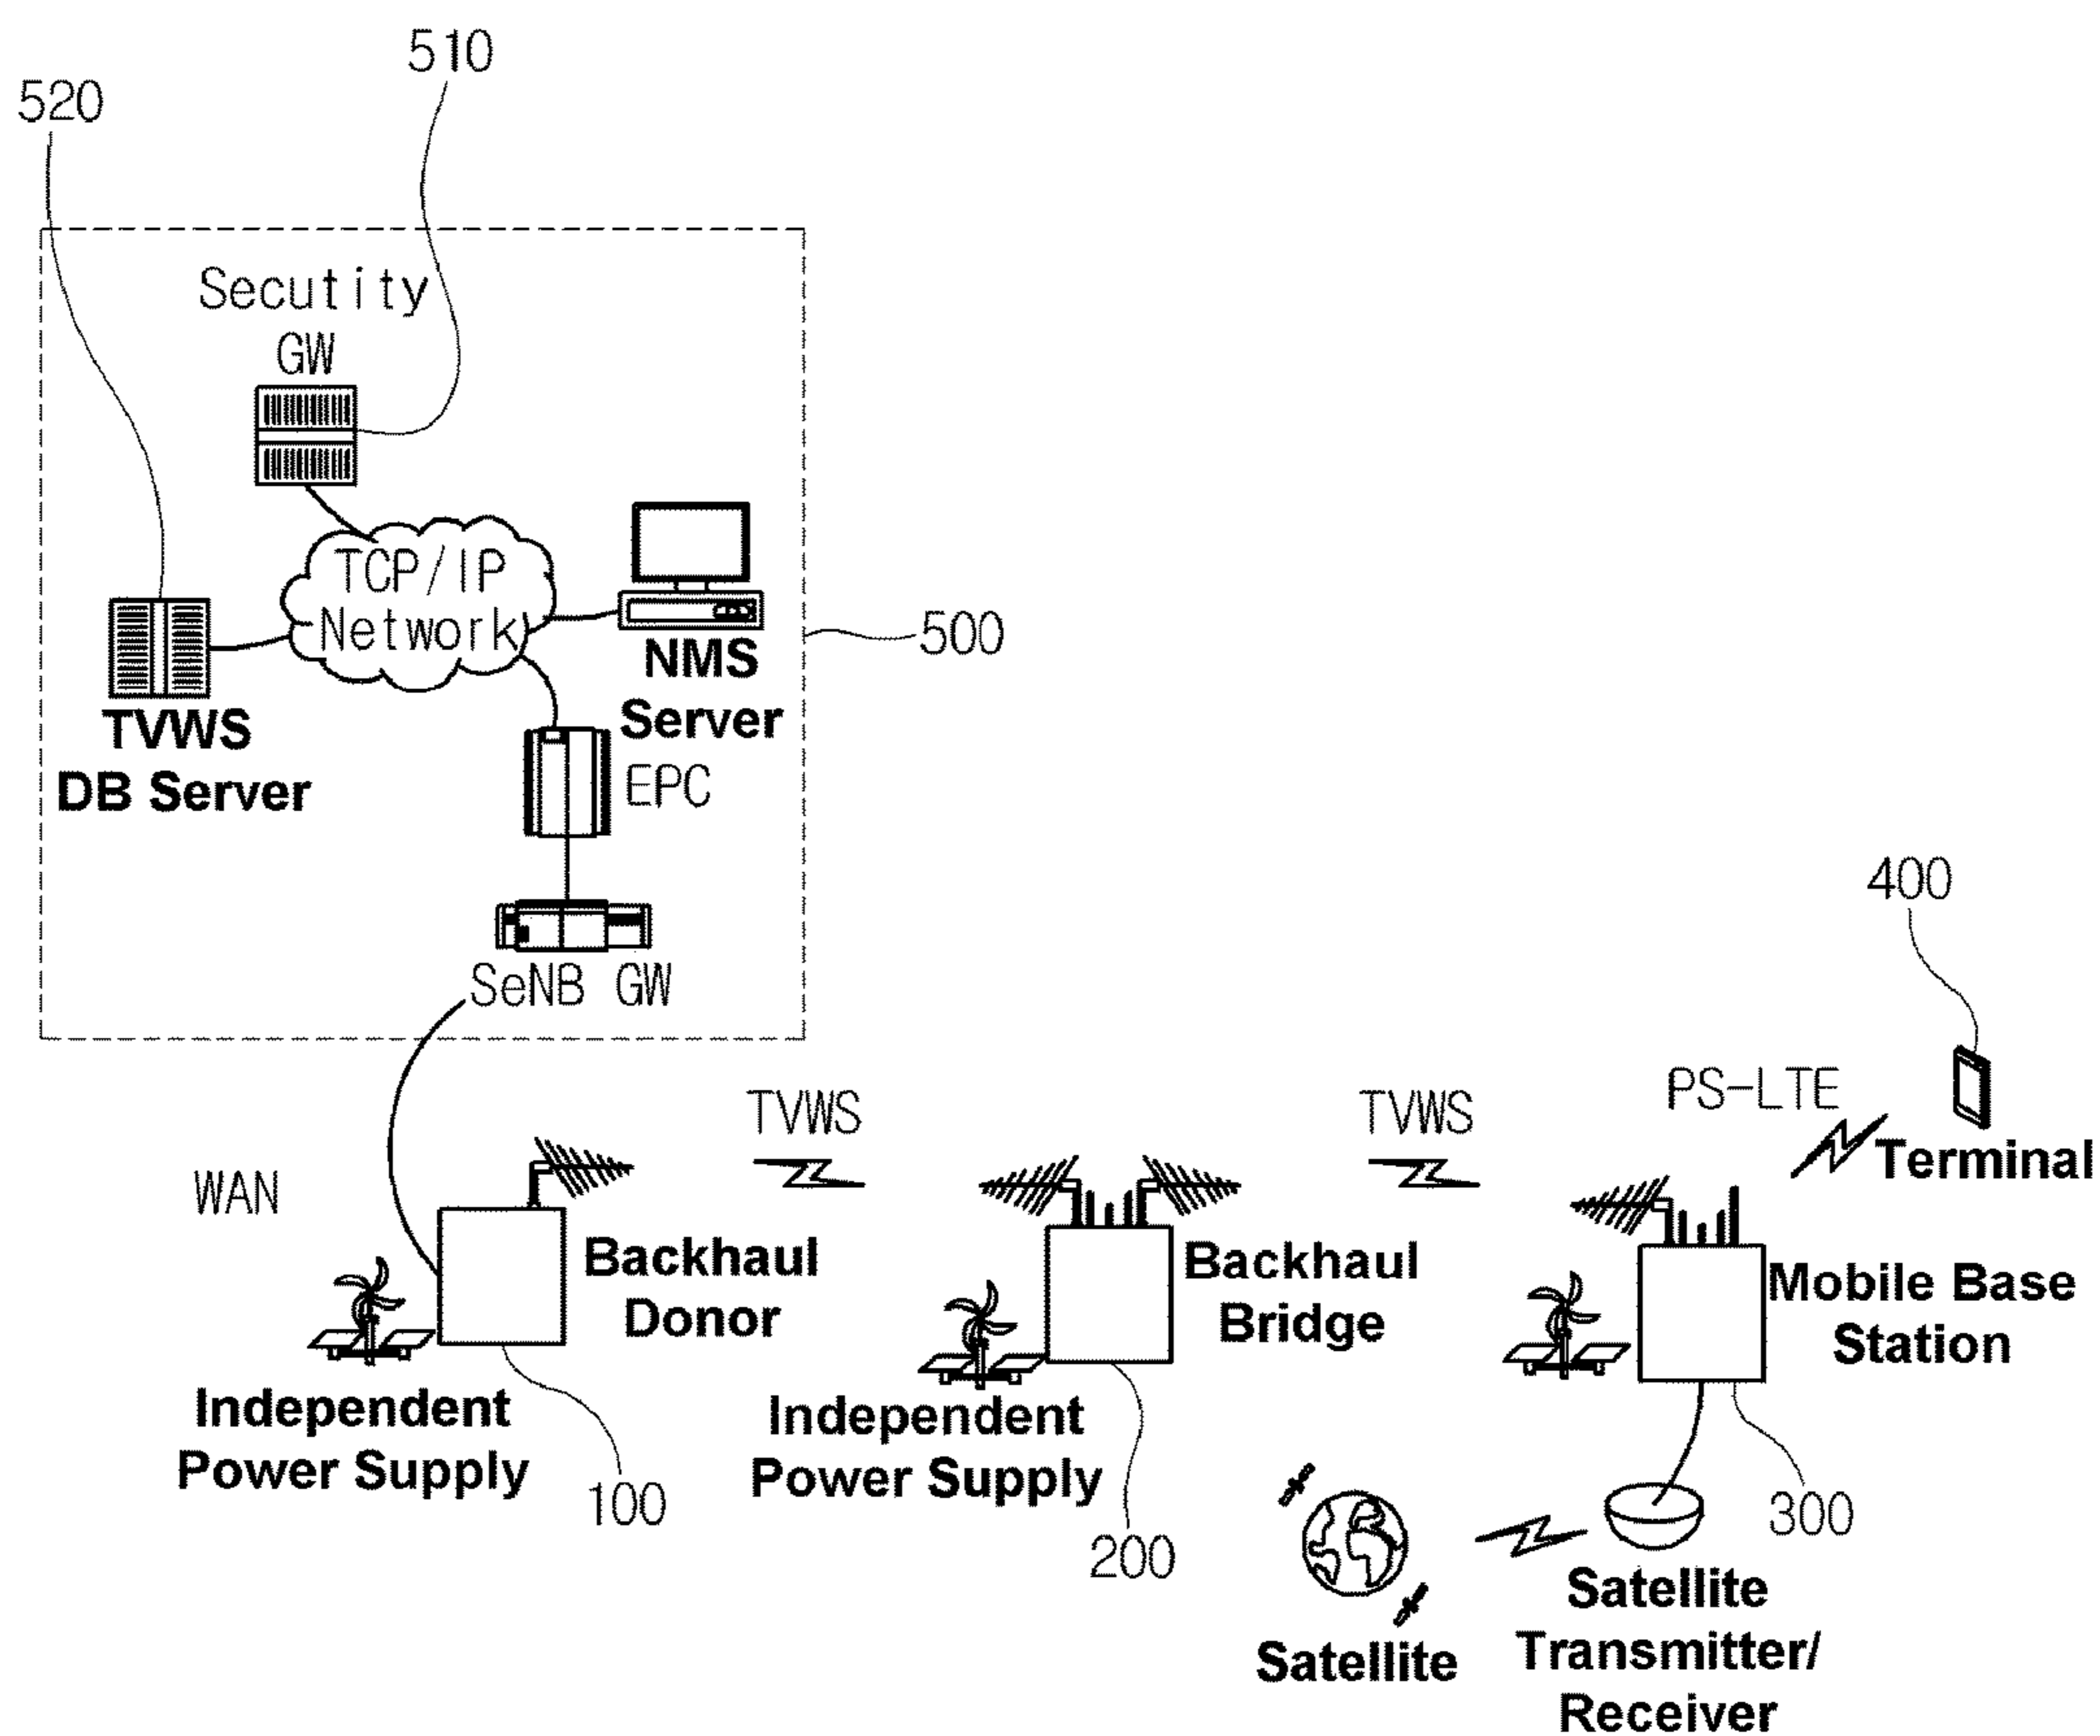 510
520
Secutity
GW
TCP/IP
Network
NMS
Server
500
TVWS
DB Server
EPC
SeNB GW
400
WAN
TVWS
TVWS
PS-LTE
Terminal
Backhaul
Donor
Backhaul
Bridge
Mobile Base
Station
Independent
Power Supply
100
Independent
Power Supply
200
300
Satellite
Satellite
Transmitter/
Receiver